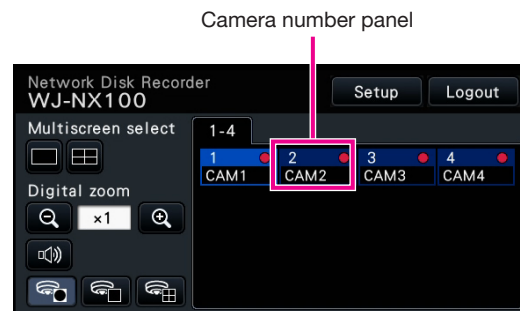 Camera number panel
Network Disk Recorder
WJ-NX100
Setup
Logout
Multiscreen select
1-4
1
2
3
4
CAM1
CAM2
CAM3
CAM4
Digital zoom
×1